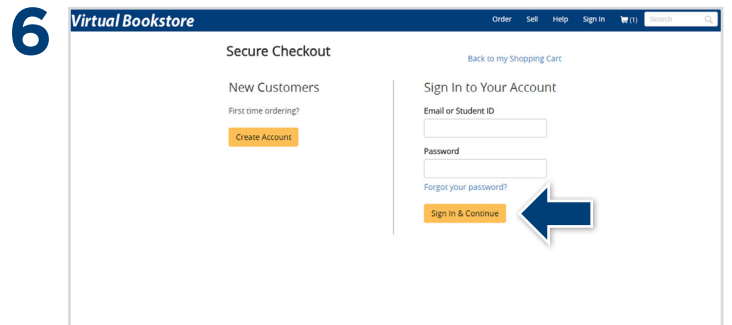 6
Virtual Bookstore
Order Sell Help Sign In (1) Search
Secure Checkout
Back to my Shopping Cart
New Customers
First time ordering?
Create Account
Sign In to Your Account
Email or Student ID
Password
Forgot your password?
Sign In & Continue